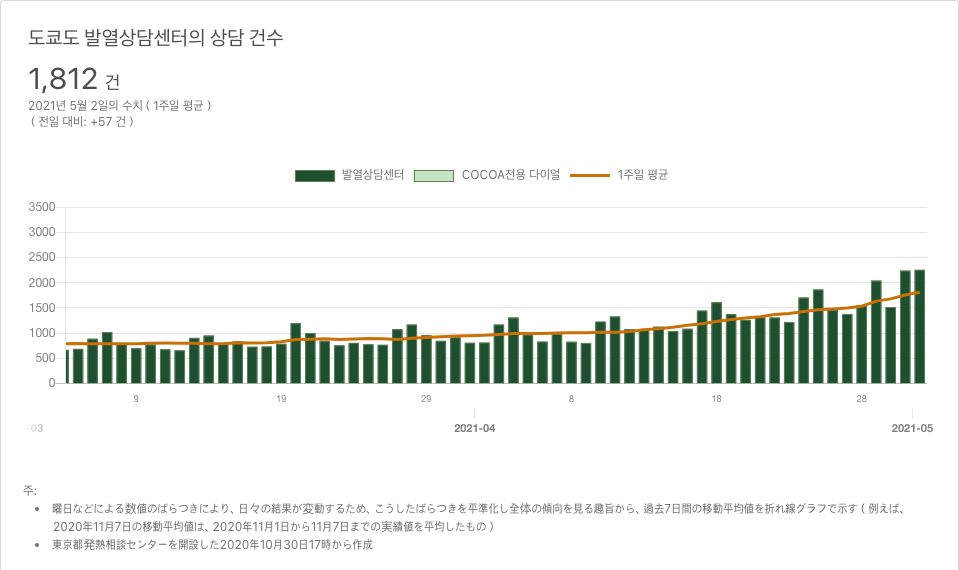 도쿄도 발열상담센터의 상담 건수
1,812 건
2021년 5월 2일의 수치 ( 1주일 평균 )
( 전일 대비: +57 건 )
발열상담센터 COCOA전용 다이얼 1주일 평균
3500
3000
2500
2000
1500
1000
500
0
9 19 29 8 18 28
-03 2021-04 2021-05
주:
曜日などによる数値のばらつきにより、日々の結果が変動するため、こうしたばらつきを平準化し全体の傾向を見る趣旨から、過去7日間の移動平均値を折れ線グラフで示す ( 例えば、
2020年11月7日の移動平均値は、2020年11月1日から11月7日までの実績値を平均したもの )
東京都発熱相談センターを開設した2020年10月30日17時から作成